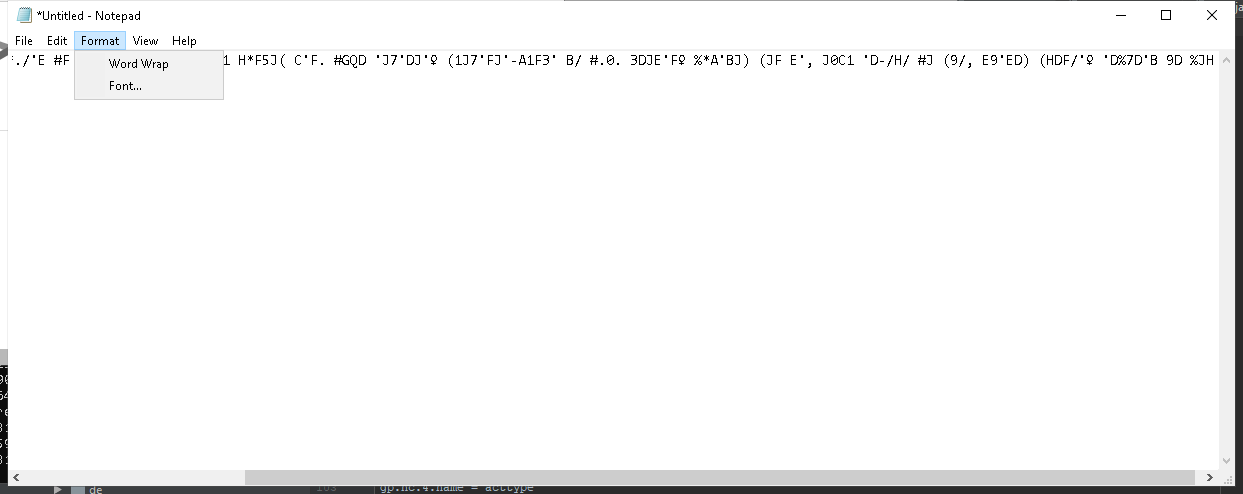 *Untitled - Notepad
File Edit Format View Help
./'E #F 1 H*F5J( C'F. #GQD 'J7'DJ'♀ (1J7'FJ'-A1F3' B/ #.0. 3DJE'F♀ %*A'BJ) (JF E', J0C1 'D-/H/ #J (9/, E9'ED) (HDF/'♀ 'D%7D'B 9D %JH
Word Wrap
Font...
de
gp.nc.4.name = acttype